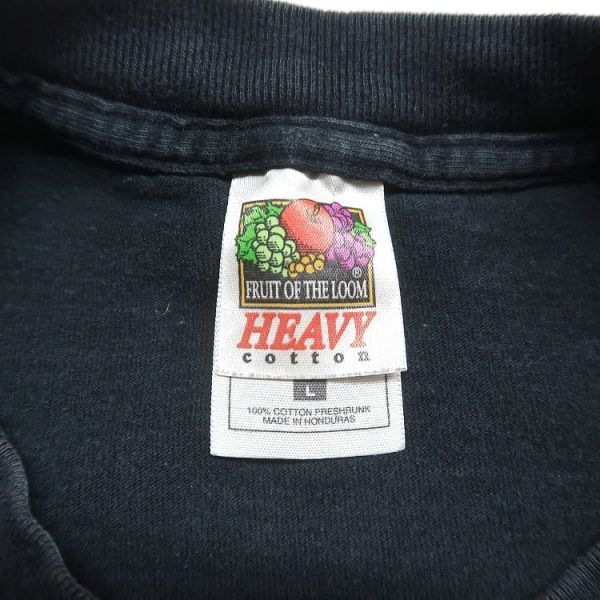 ®
FRUIT OF THE LOOM
HEAVY
cotton
L
100% COTTON PRESHRUNK
MADE IN HONDURAS